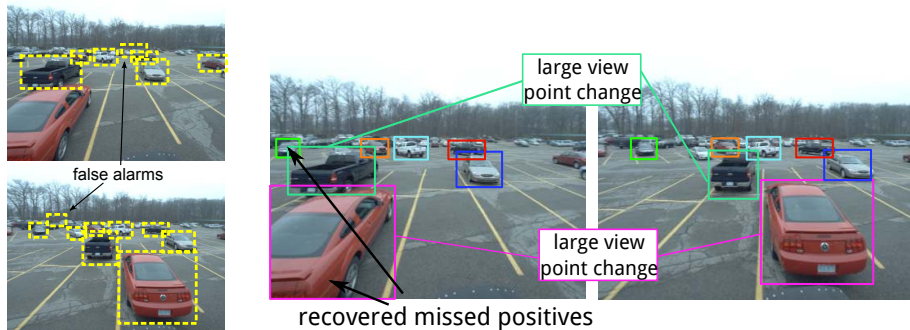 large view
point change
false alarms
large view
point change
recovered missed positives